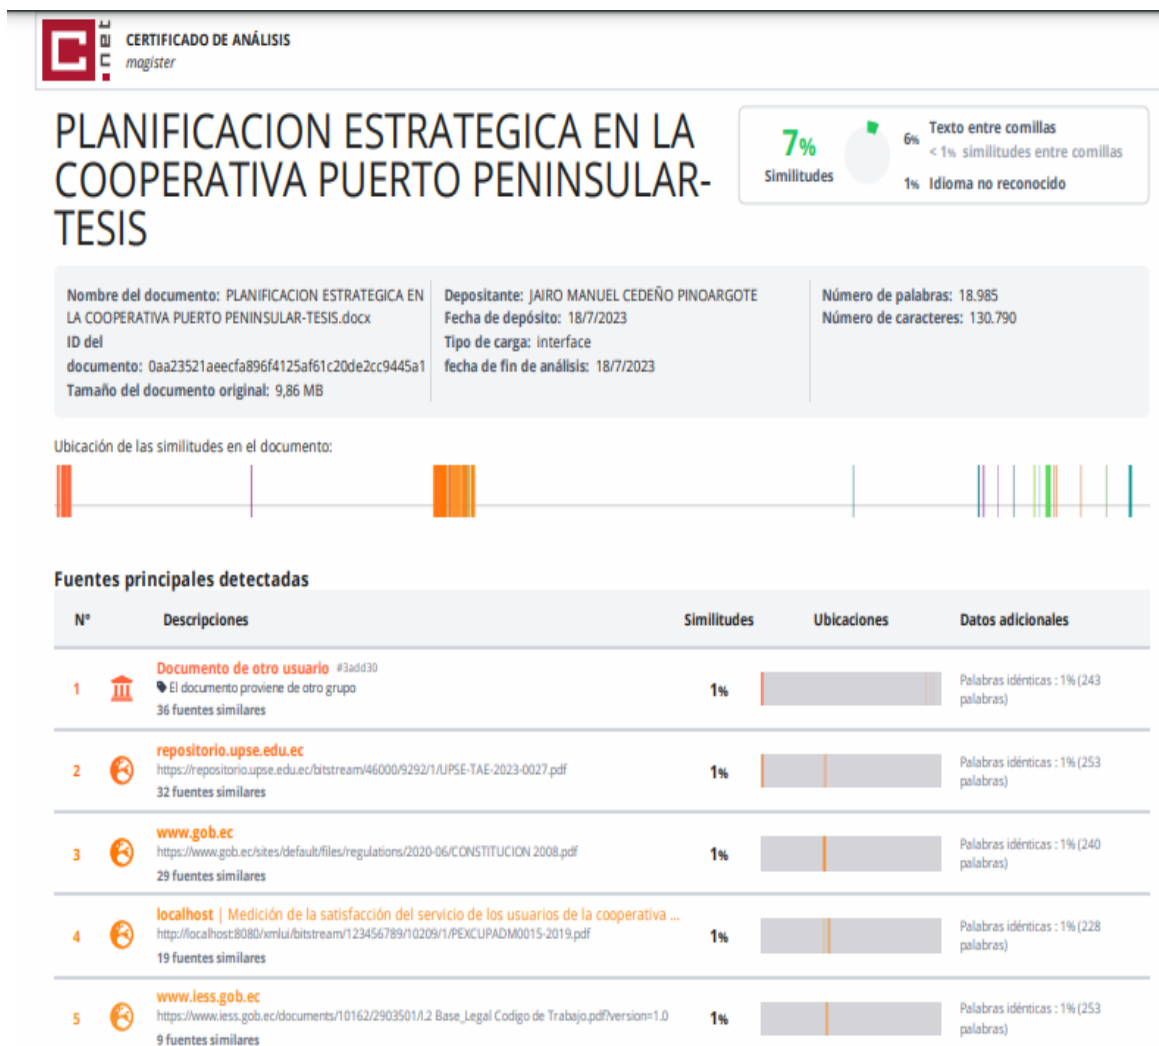 C
.net
CERTIFICADO DE ANÁLISIS
magister
PLANIFICACION ESTRATEGICA EN LA
COOPERATIVA PUERTO PENINSULAR-
TESIS
7%
Similitudes
6% Texto entre comillas
< 1% similitudes entre comillas
1% Idioma no reconocido
Nombre del documento: PLANIFICACION ESTRATEGICA EN
LA COOPERATIVA PUERTO PENINSULAR-TESIS.docx
ID del
documento: 0aa23521aeecfa896f4125af61c20de2cc9445a1
Tamaño del documento original: 9,86 MB
Depositante: JAIRO MANUEL CEDEÑO PINOARGOTE
Fecha de depósito: 18/7/2023
Tipo de carga: interface
fecha de fin de análisis: 18/7/2023
Número de palabras: 18.985
Número de caracteres: 130.790
Ubicación de las similitudes en el documento:
Fuentes principales detectadas
N° Descripciones Similitudes Ubicaciones Datos adicionales
1
Documento de otro usuario #3add30
El documento proviene de otro grupo
36 fuentes similares
1%
Palabras idénticas : 1% (243
palabras)
2
repositorio.upse.edu.ec
https://repositorio.upse.edu.ec/bitstream/46000/9292/1/UPSE-TAE-2023-0027.pdf
32 fuentes similares
1%
Palabras idénticas : 1% (253
palabras)
3
www.gob.ec
https://www.gob.ec/sites/default/files/regulations/2020-06/CONSTITUCION 2008.pdf
29 fuentes similares
1%
Palabras idénticas : 1% (240
palabras)
4
localhost | Medición de la satisfacción del servicio de los usuarios de la cooperativa ...
http://localhost:8080/xmlui/bitstream/123456789/10209/1/PEXCUPADM0015-2019.pdf
19 fuentes similares
1%
Palabras idénticas : 1% (228
palabras)
5
www.iess.gob.ec
https://www.iess.gob.ec/documents/10162/2903501/I.2 Base_Legal Codigo de Trabajo.pdf?version=1.0
9 fuentes similares
1%
Palabras idénticas : 1% (253
palabras)